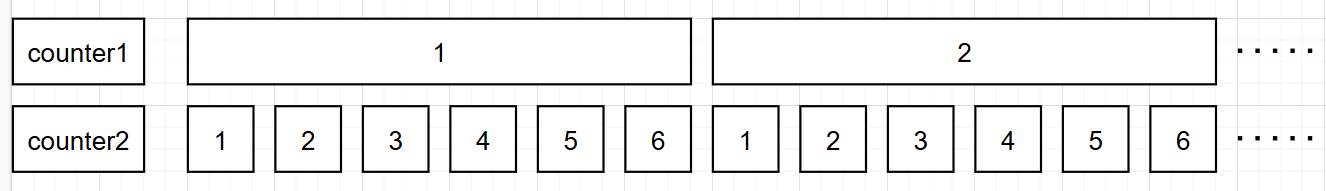 counter1 1 2 .....
counter2 1 2 3 4 5 6 1 2 3 4 5 6 .....